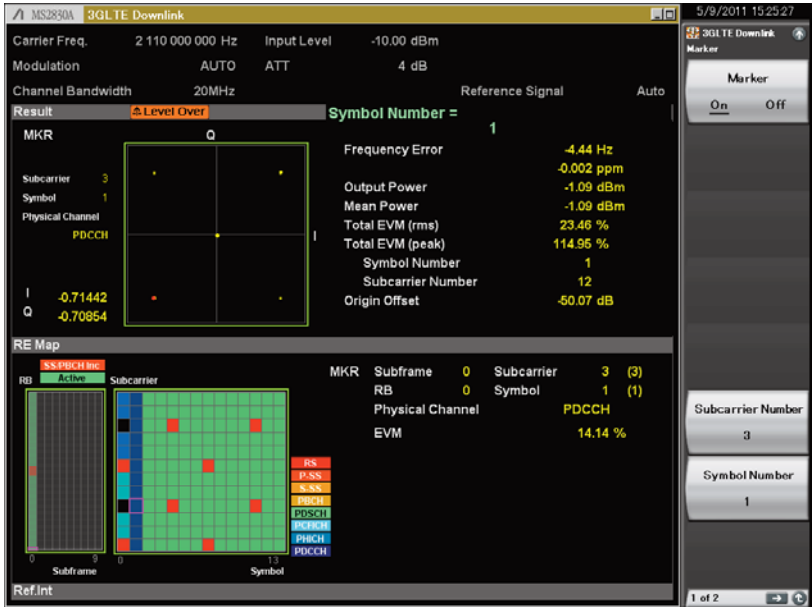 MS2830A 3GLTE Downlink
5/9/2011 15:25:27
Carrier Freq. 2 110 000 000 Hz Input Level -10.00 dBm
Modulation AUTO ATT 4 dB
Channel Bandwidth 20MHz Reference Signal Auto
Result Level Over
Symbol Number =
1
MKR
Q
I
Subcarrier 3
Symbol 1
Physical Channel
PDCCH
I -0.71442
Q -0.70854
Frequency Error -4.44 Hz
-0.002 ppm
Output Power -1.09 dBm
Mean Power -1.09 dBm
Total EVM (rms) 23.46 %
Total EVM (peak) 114.95 %
Symbol Number 1
Subcarrier Number 12
Origin Offset -50.07 dB
RE Map
SS/PBCH Inc
RB Active Subcarrier
0 9
Subframe
0 13
Symbol
RS
P-SS
S-SS
PBCH
PDSCH
PCFICH
PHICH
PDCCH
MKR Subframe 0 Subcarrier 3 (3)
RB 0 Symbol 1 (1)
Physical Channel PDCCH
EVM 14.14 %
Ref.Int
3GLTE Downlink
Marker
Marker
On Off
Subcarrier Number
3
Symbol Number
1
1 of 2